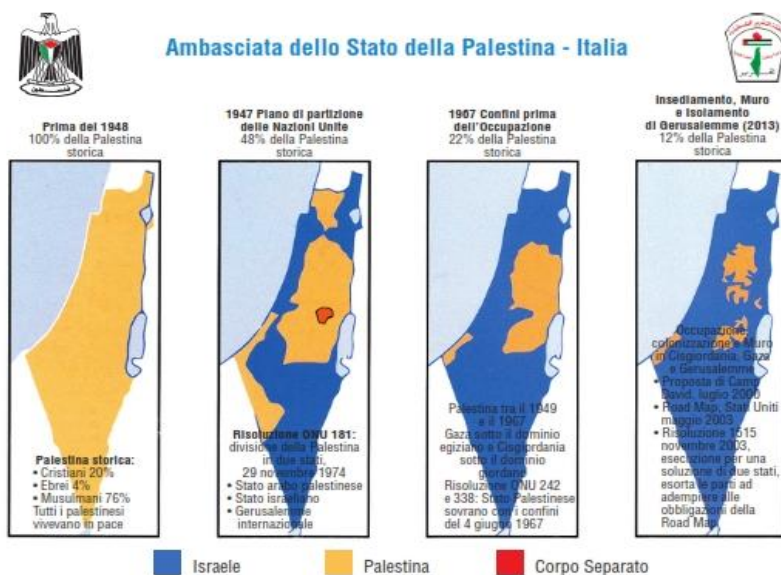 Ambasciata dello Stato della Palestina - Italia
Prima del 1948
100% della Palestina
storica
1947 Piano di partizione
delle Nazioni Unite
48% della Palestina
storica
1967 Confini prima
dell'Occupazione
22% della Palestina
storica
Insediamento, Muro
e Isolamento
di Gerusalemme (2013)
12% della Palestina
storica
Palestina storica:
• Cristiani 20%
• Ebrei 4%
• Musulmani 76%
Tutti i palestinesi
vivevano in pace
Risoluzione ONU 181:
divisione della Palestina
in due stati,
29 novembre 1974
• Stato arabo palestinese
• Stato israeliano
• Gerusalemme
internazionale
Palestina tra il 1949
e il 1967
Gaza sotto il dominio
egiziano e Cisgiordania
sotto il dominio
giordano
Risoluzione ONU 242
e 338: Stato Palestinese
sovrano con i confini
del 4 giugno 1967
Occupazione,
colonizzazione e Muro
in Cisgiordania, Gaza
e Gerusalemme
• Proposta di Camp
David, luglio 2000
• Road Map, Stati Uniti
maggio 2003
• Risoluzione 1515
novembre 2003,
esecuzione per una
soluzione di due stati,
esorta le parti ad
adempiere alle
obbligazioni della
Road Map
Israele
Palestina
Corpo Separato